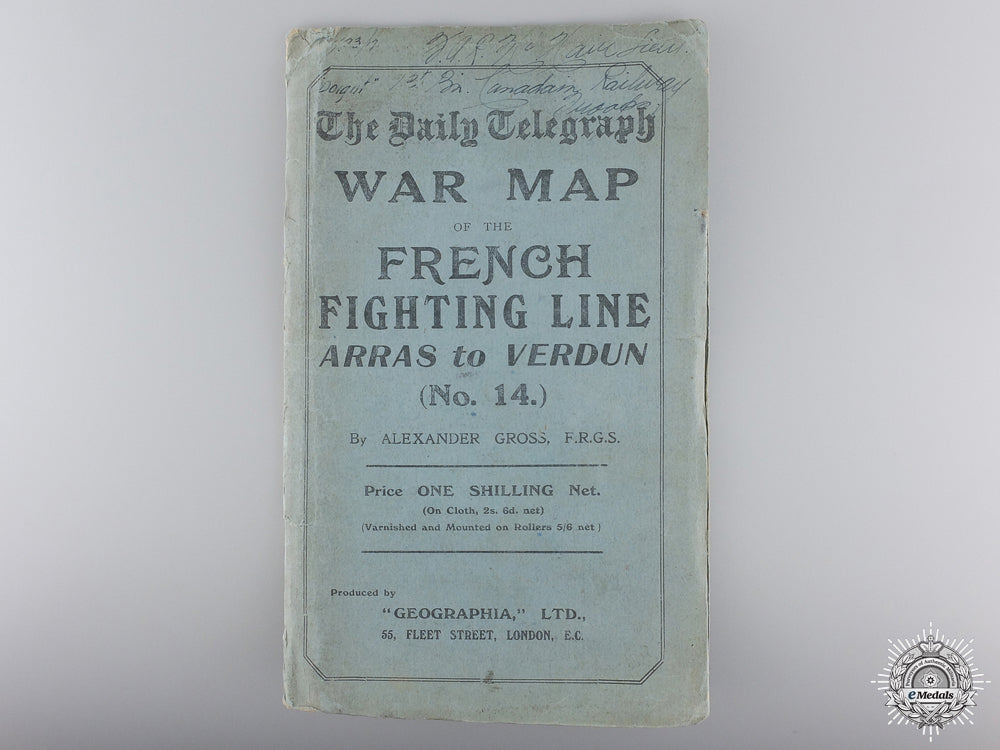 1st Bn. Canadian Railway
Troops
The Daily Telegraph
WAR MAP
OF THE
FRENCH
FIGHTING LINE
ARRAS to VERDUN
(No. 14.)
By ALEXANDER GROSS, F.R.G.S.
Price ONE SHILLING Net.
(On Cloth, 2s. 6d. net)
(Varnished and Mounted on Rollers 5/6 net)
Produced by
"GEOGRAPHIA," LTD.,
55, FLEET STREET, LONDON, E.C.
eMedals